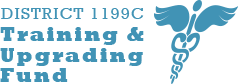 DISTRICT 1199C
Training &
Upgrading
Fund